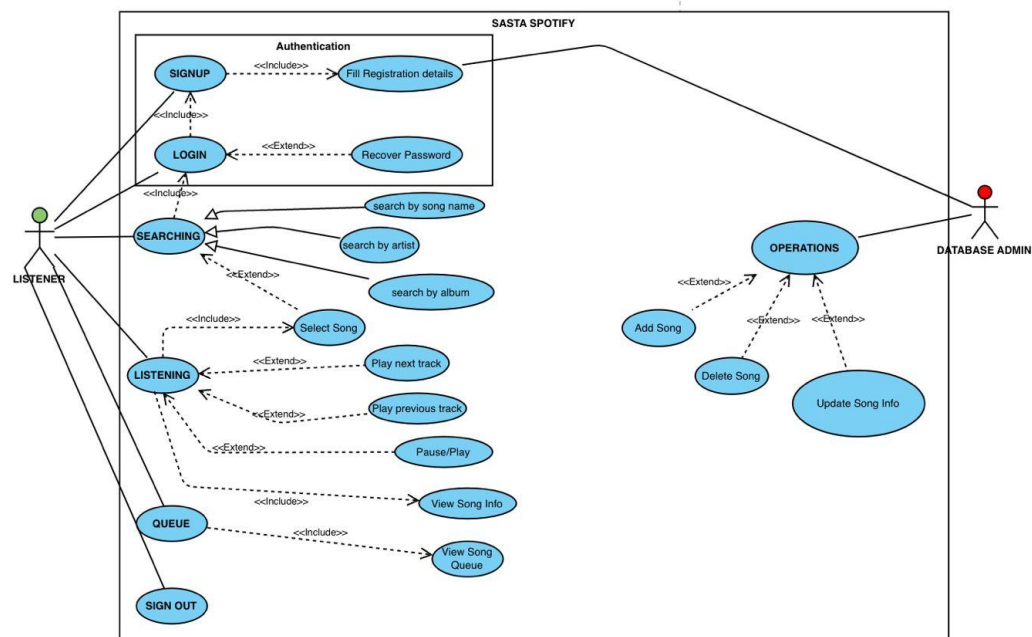 SASTA SPOTIFY
Authentication
SIGNUP
<<Include>>
Fill Registration details
<<Include>>
LOGIN
<<Extend>>
Recover Password
<<Include>>
search by song name
SEARCHING
search by artist
OPERATIONS
DATABASE ADMIN
LISTENER
<<Extend>>
search by album
<<Extend>>
<<Include>>
Select Song
Add Song
<<Extend>>
<<Extend>>
<<Extend>>
Play next track
LISTENING
Delete Song
<<Extend>>
Play previous track
Update Song Info
<<Extend>>
Pause/Play
<<Include>>
View Song Info
QUEUE
<<Include>>
View Song
Queue
SIGN OUT